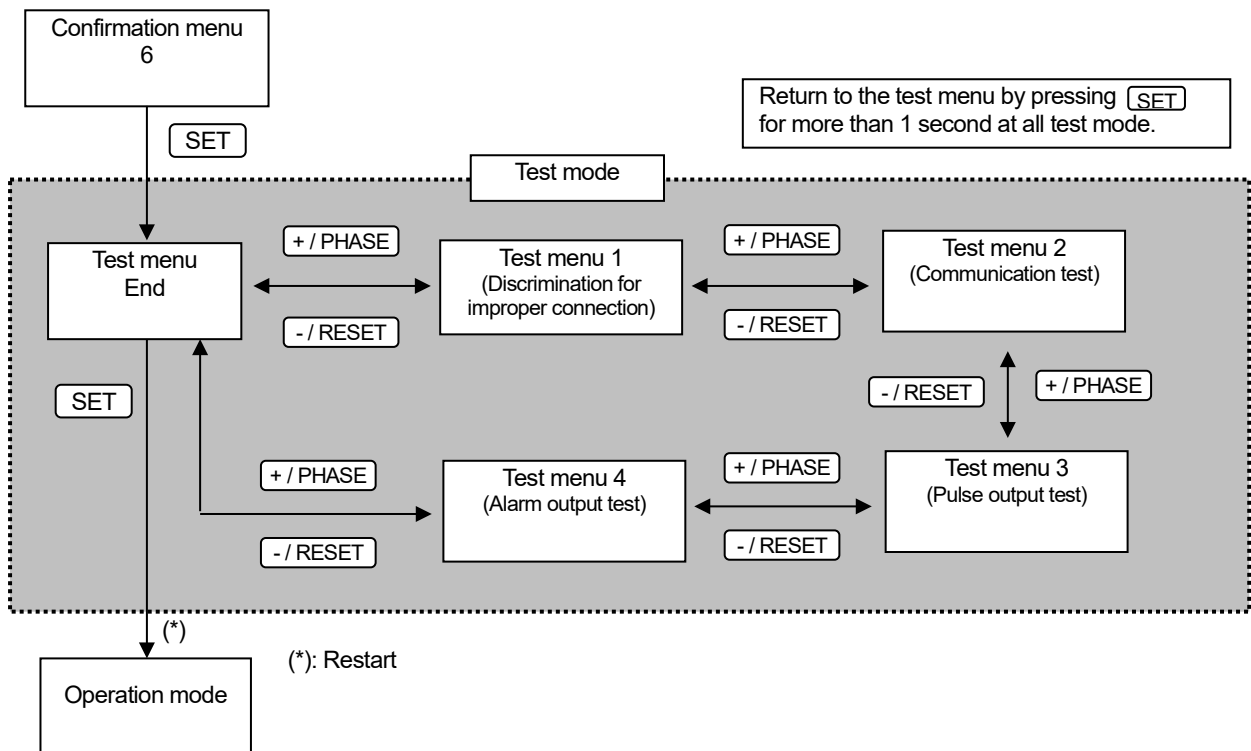 Confirmation menu
6
SET
Return to the test menu by pressing SET
for more than 1 second at all test mode.
Test mode
Test menu
End
+ / PHASE
- / RESET
Test menu 1
(Discrimination for
improper connection)
+ / PHASE
- / RESET
Test menu 2
(Communication test)
- / RESET
+ / PHASE
SET
+ / PHASE
- / RESET
Test menu 4
(Alarm output test)
+ / PHASE
- / RESET
Test menu 3
(Pulse output test)
(*)
(*): Restart
Operation mode